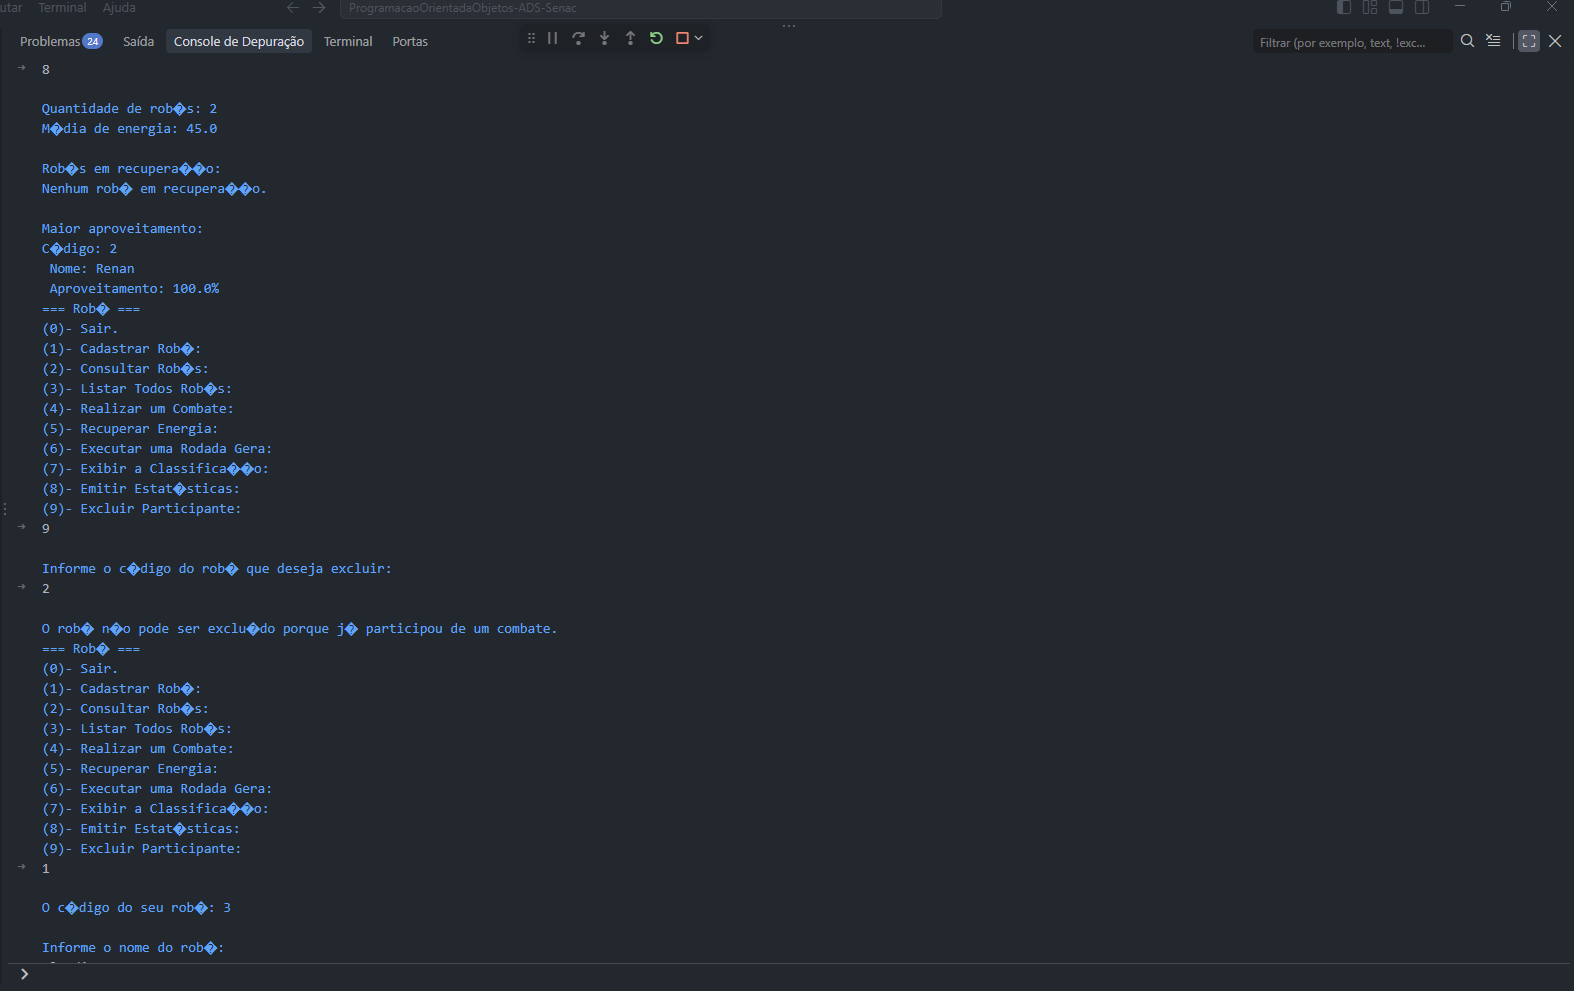 utar Terminal Ajuda ProgramacaoOrientadaObjetos-ADS-Senac
Problemas 24 Saída Console de Depuração Terminal Portas Filtrar (por exemplo, text, !exc...
8
Quantidade de rob�s: 2
M�dia de energia: 45.0
Rob�s em recupera��o:
Nenhum rob� em recupera��o.
Maior aproveitamento:
C�digo: 2
Nome: Renan
Aproveitamento: 100.0%
=== Rob� ===
(0)- Sair.
(1)- Cadastrar Rob�:
(2)- Consultar Rob�s:
(3)- Listar Todos Rob�s:
(4)- Realizar um Combate:
(5)- Recuperar Energia:
(6)- Executar uma Rodada Gera:
(7)- Exibir a Classifica��o:
(8)- Emitir Estat�sticas:
(9)- Excluir Participante:
9
Informe o c�digo do rob� que deseja excluir:
2
O rob� n�o pode ser exclu�do porque j� participou de um combate.
=== Rob� ===
(0)- Sair.
(1)- Cadastrar Rob�:
(2)- Consultar Rob�s:
(3)- Listar Todos Rob�s:
(4)- Realizar um Combate:
(5)- Recuperar Energia:
(6)- Executar uma Rodada Gera:
(7)- Exibir a Classifica��o:
(8)- Emitir Estat�sticas:
(9)- Excluir Participante:
1
O c�digo do seu rob�: 3
Informe o nome do rob�: